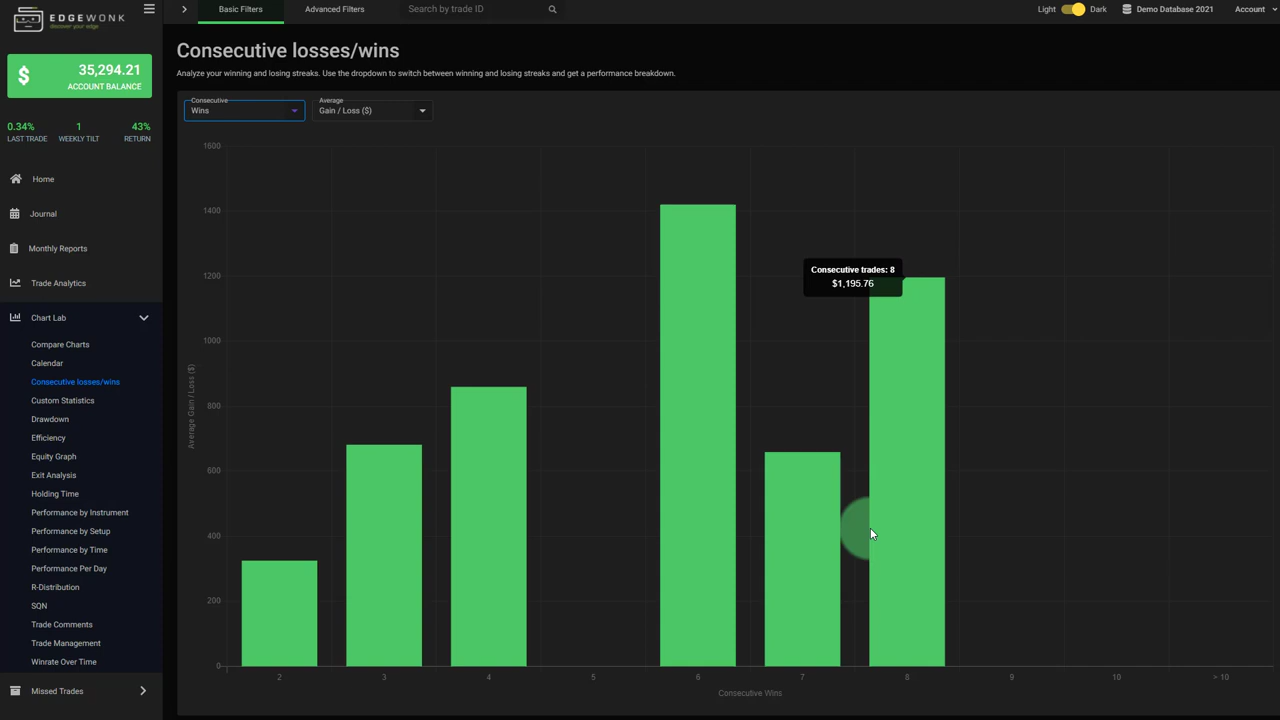 EDGEWONK
discover your edge
$
35,294.21
ACCOUNT BALANCE
0.34%
LAST TRADE
1
WEEKLY TILT
43%
RETURN
Home
Journal
Monthly Reports
Trade Analytics
Chart Lab
Compare Charts
Calendar
Consecutive losses/wins
Custom Statistics
Drawdown
Efficiency
Equity Graph
Exit Analysis
Holding Time
Performance by Instrument
Performance by Setup
Performance by Time
Performance Per Day
R-Distribution
SQN
Trade Comments
Trade Management
Winrate Over Time
Missed Trades
Basic Filters
Advanced Filters
Search by trade ID
Light
Dark
Demo Database 2021
Account
Consecutive losses/wins
Analyze your winning and losing streaks. Use the dropdown to switch between winning and losing streaks and get a performance breakdown.
Consecutive
Wins
Average
Gain / Loss ($)
1600
1400
1200
1000
800
600
400
200
0
Average Gain / Loss ($)
Consecutive trades: 8
$1,195.76
2 3 4 5 6 7 8 9 10 > 10
Consecutive Wins